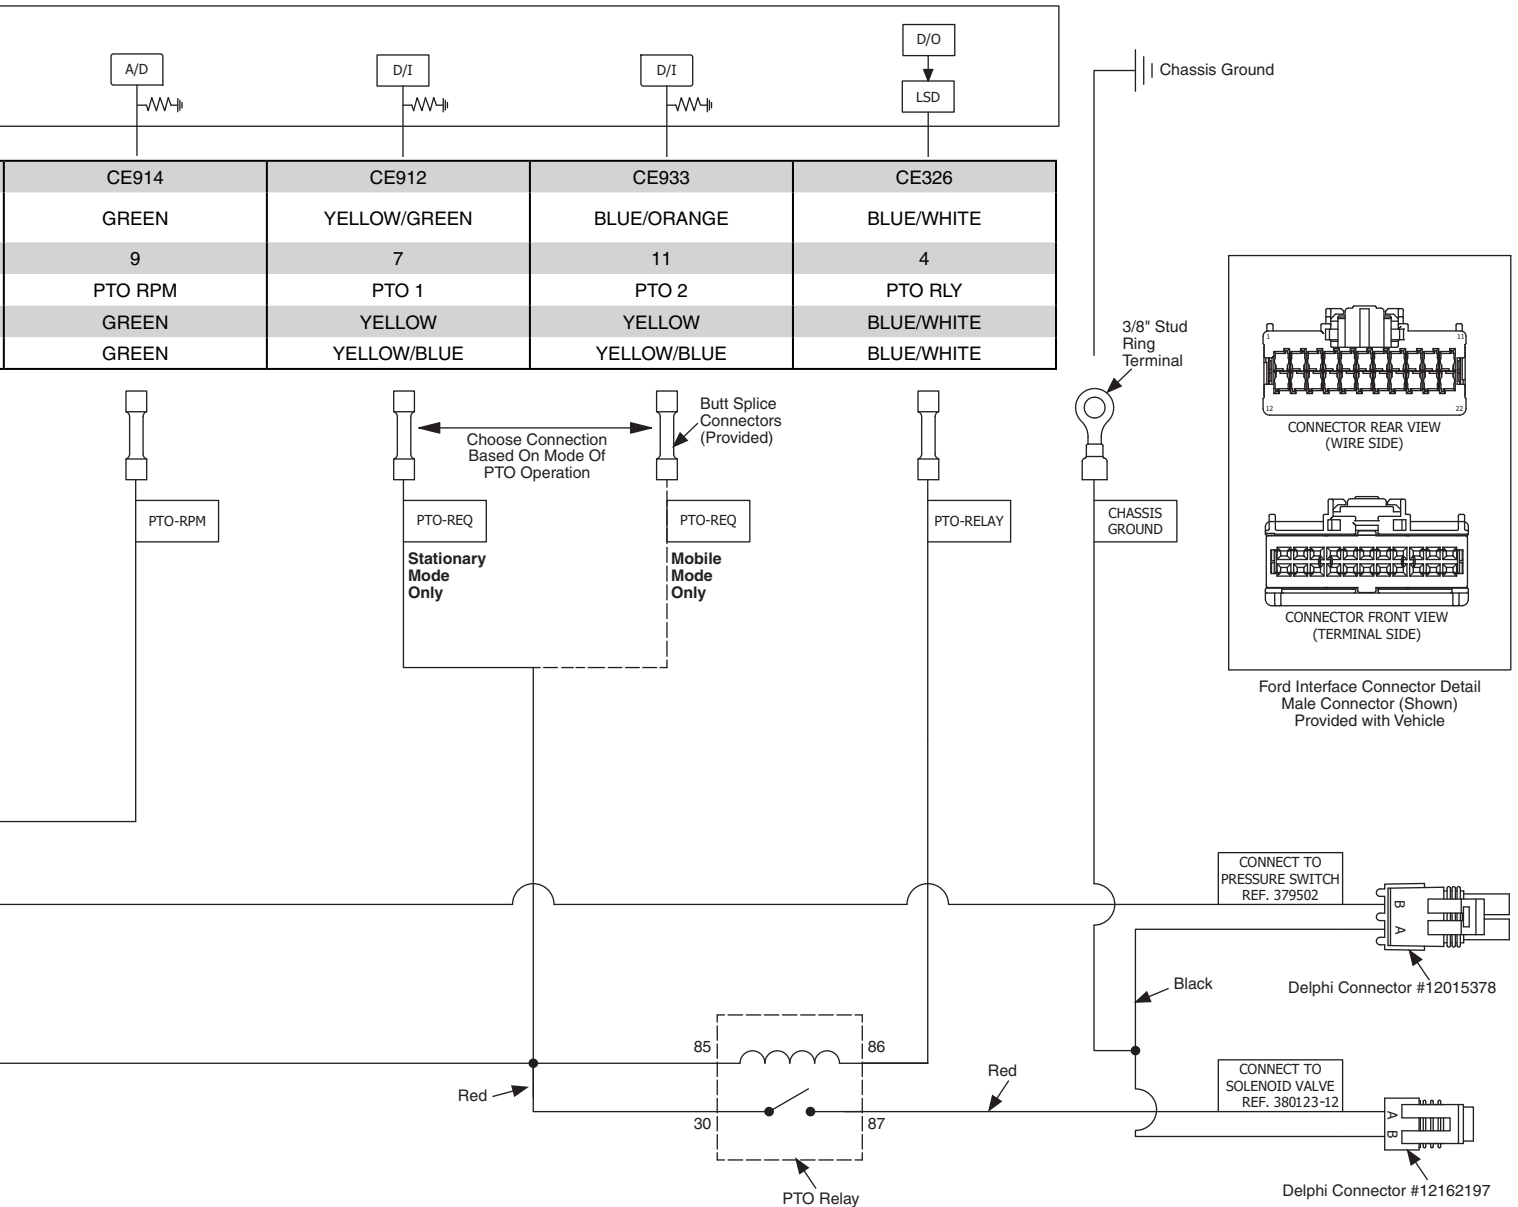 D/O
A/D
D/I
D/I
Chassis Ground
LSD
CE914 CE912 CE933 CE326
GREEN YELLOW/GREEN BLUE/ORANGE BLUE/WHITE
9 7 11 4
PTO RPM PTO 1 PTO 2 PTO RLY
GREEN YELLOW YELLOW BLUE/WHITE
GREEN YELLOW/BLUE YELLOW/BLUE BLUE/WHITE
3/8" Stud
Ring
Terminal
Butt Splice
Connectors
(Provided)
Choose Connection
Based On Mode Of
PTO Operation
1 11
12 22
CONNECTOR REAR VIEW
(WIRE SIDE)
CONNECTOR FRONT VIEW
(TERMINAL SIDE)
Ford Interface Connector Detail
Male Connector (Shown)
Provided with Vehicle
PTO-RPM
PTO-REQ
PTO-REQ
PTO-RELAY
CHASSIS
GROUND
Stationary
Mode
Only
Mobile
Mode
Only
CONNECT TO
PRESSURE SWITCH
REF. 379502
B
A
Delphi Connector #12015378
Black
85
86
Red
Red
30
87
PTO Relay
CONNECT TO
SOLENOID VALVE
REF. 380123-12
A
B
Delphi Connector #12162197